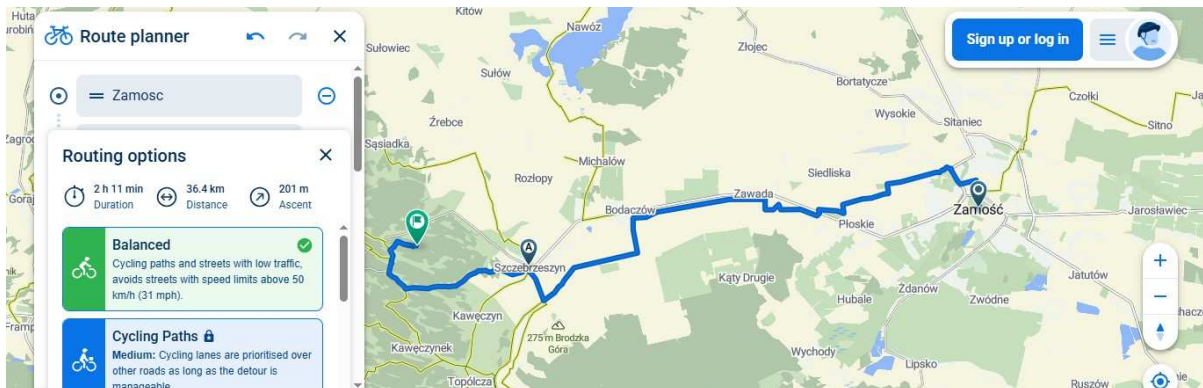 Route planner
Zamosc
Routing options
2 h 11 min
Duration
36.4 km
Distance
201 m
Ascent
Balanced
Cycling paths and streets with low traffic,
avoids streets with speed limits above 50
km/h (31 mph).
Cycling Paths
Medium: Cycling lanes are prioritised over
other roads as long as the detour is
manageable
Sign up or log in
Kitów
Nawóz
Sułowiec
Złojec
Sułów
Bortatycze
Czołki
Wysokie
Sitaniec
Sitno
Źrebce
Sąsiadka
Michalów
Rozłopy
Siedliska
Zawada
Bodaczów
Płoskie
Zamość
Jarosławiec
A
Szczebrzeszyn
Kąty Drugie
Jatutów
Żdanów
Zwódne
Hubale
Kawęczyn
275 m Brodzka
Góra
Kawęczynek
Wychody
Lipsko
Topólcza
Ruszów